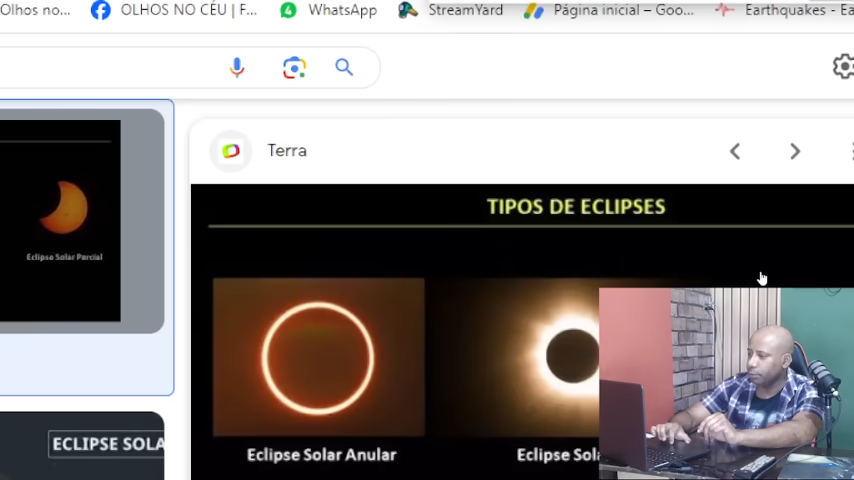 Olhos no... OLHOS NO CÉU | F... WhatsApp StreamYard Página inicial – Goo... Earthquakes - Ea
Terra
TIPOS DE ECLIPSES
Eclipse Solar Parcial
Eclipse Solar Anular
Eclipse Sola
ECLIPSE SOLA